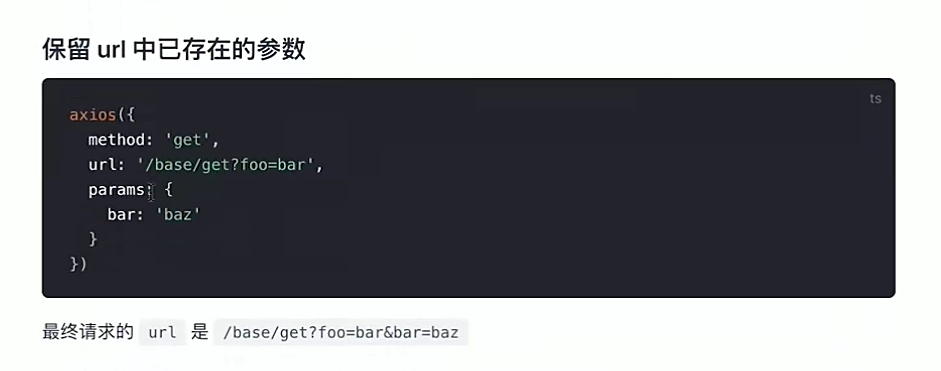 保留 url 中已存在的参数
ts
axios({
  method: 'get',
  url: '/base/get?foo=bar',
  params: {
    bar: 'baz'
  }
})
最终请求的 url 是 /base/get?foo=bar&bar=baz